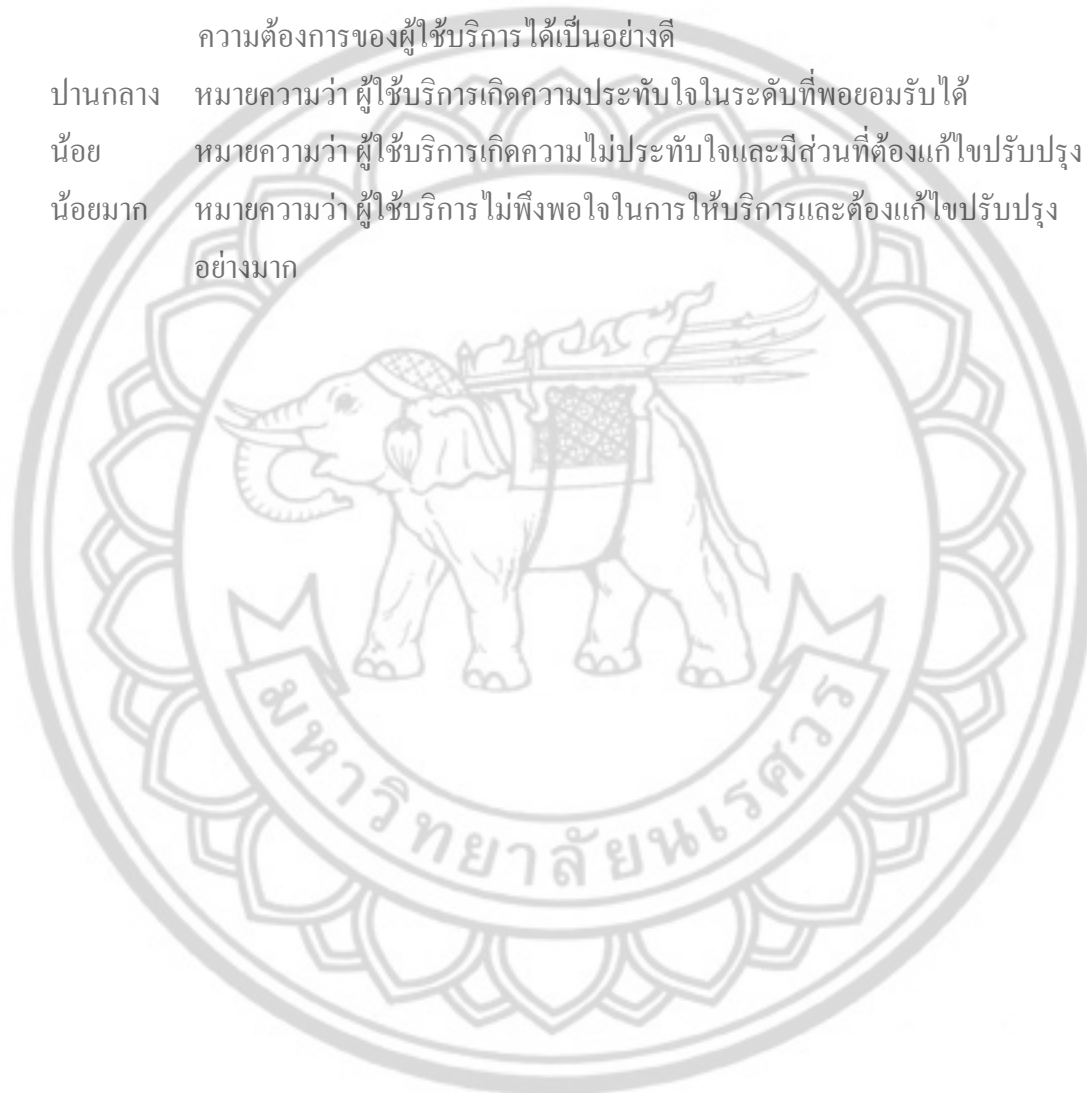 ความต้องการของผู้ใช้บริการได้เป็นอย่างดี
ปานกลาง หมายความว่า ผู้ใช้บริการเกิดความประทับใจในระดับที่พอยอมรับได้
น้อย หมายความว่า ผู้ใช้บริการเกิดความไม่ประทับใจและมีส่วนที่ต้องแก้ไขปรับปรุง
น้อยมาก หมายความว่า ผู้ใช้บริการไม่พึงพอใจในการให้บริการและต้องแก้ไขปรับปรุง
อย่างมาก
มหาวิทยาลัยนเรศวร